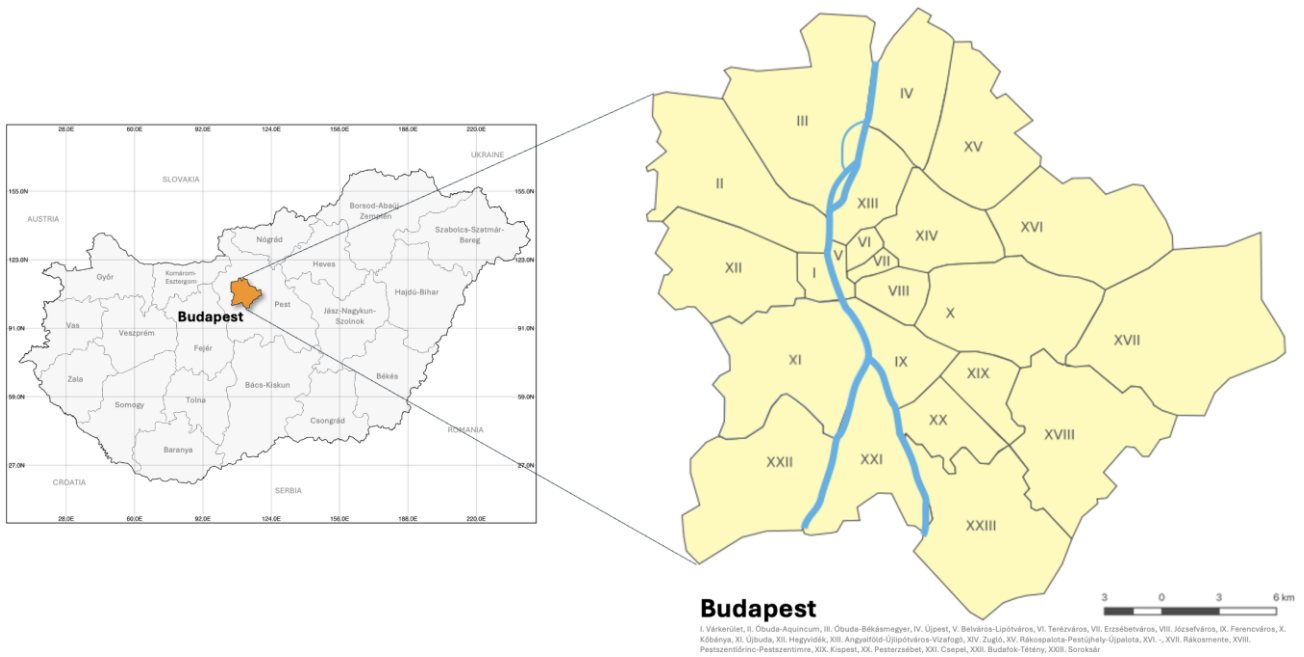 28.0E 60.0E 92.0E 124.0E 156.0E 188.0E 220.0E
UKRAINE
SLOVAKIA
155.0N 155.0N
AUSTRIA
Borsod-Abaúj-
Zemplén
Szabolcs-Szatmár-
Bereg
Nógrád
123.0N 123.0N
Heves
Győr
Komárom-
Esztergom
Hajdú-Bihar
Pest
Jász-Nagykun-
Szolnok
Budapest
Vas
Veszprém
91.0N 91.0N
Fejér
Zala
Bács-Kiskun
Békés
59.0N 59.0N
Somogy
Tolna
Csongrád
ROMANIA
Baranya
27.0N 27.0N
CROATIA
SERBIA
28.0E 60.0E 92.0E 124.0E 156.0E 188.0E 220.0E
IV
III
XV
II
XIII
XVI
XIV
VI
V
VII
XII
I
VIII
X
XVII
XI
IX
XIX
XX
XVIII
XXII
XXI
XXIII
Budapest
3 0 3 6 km
I. Várkerület, II. Óbuda-Aquincum, III. Óbuda-Békásmegyer, IV. Újpest, V. Belváros-Lipótváros, VI. Terézváros, VII. Erzsébetváros, VIII. Józsefváros, IX. Ferencváros, X.
Kőbánya, XI. Újbuda, XII. Hegyvidék, XIII. Angyalföld-Újlipótváros-Vizafogó, XIV. Zugló, XV. Rákospalota-Pestújhely-Újpalota, XVI. -, XVII. Rákosmente, XVIII.
Pestszentlőrinc-Pestszentimre, XIX. Kispest, XX. Pesterzsébet, XXI. Csepel, XXII. Budafok-Tétény, XXIII. Soroksár